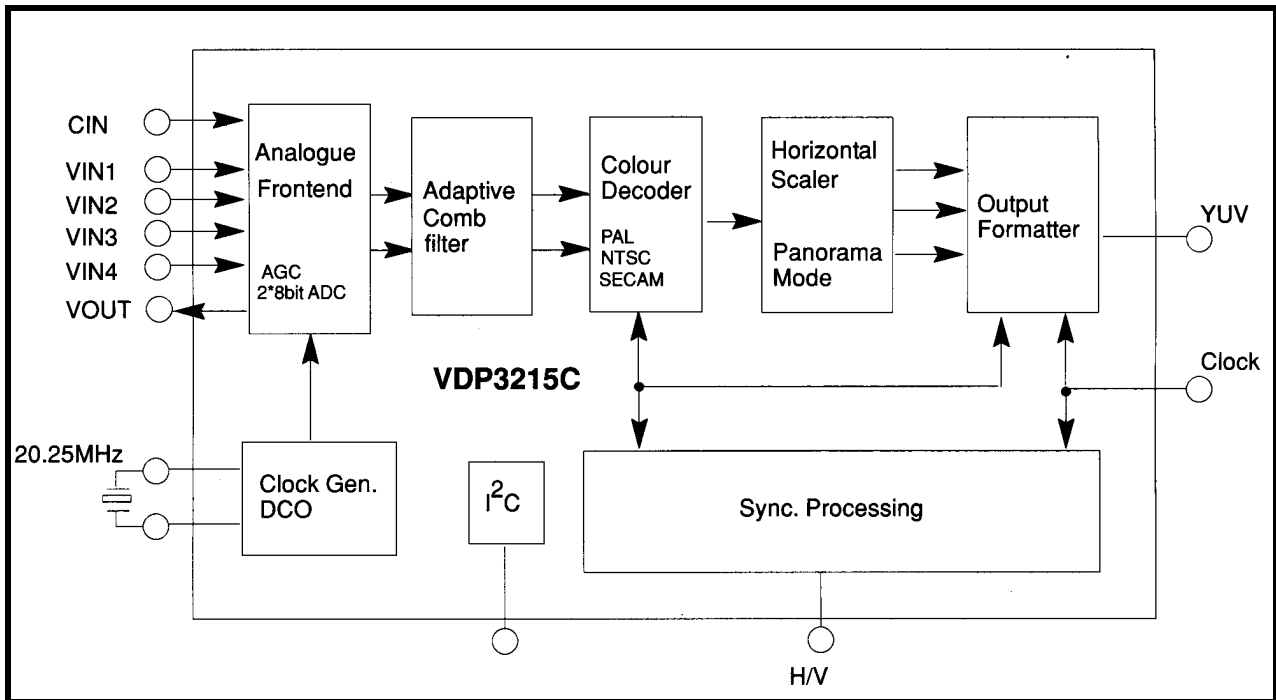 CIN
VIN1
VIN2
VIN3
VIN4
VOUT
Analogue
Frontend
AGC
2*8bit ADC
Adaptive
Comb
filter
Colour
Decoder
PAL
NTSC
SECAM
Horizontal
Scaler
Panorama
Mode
Output
Formatter
YUV
Clock
VDP3215C
20.25MHz
Clock Gen.
DCO
I²C
Sync. Processing
H/V